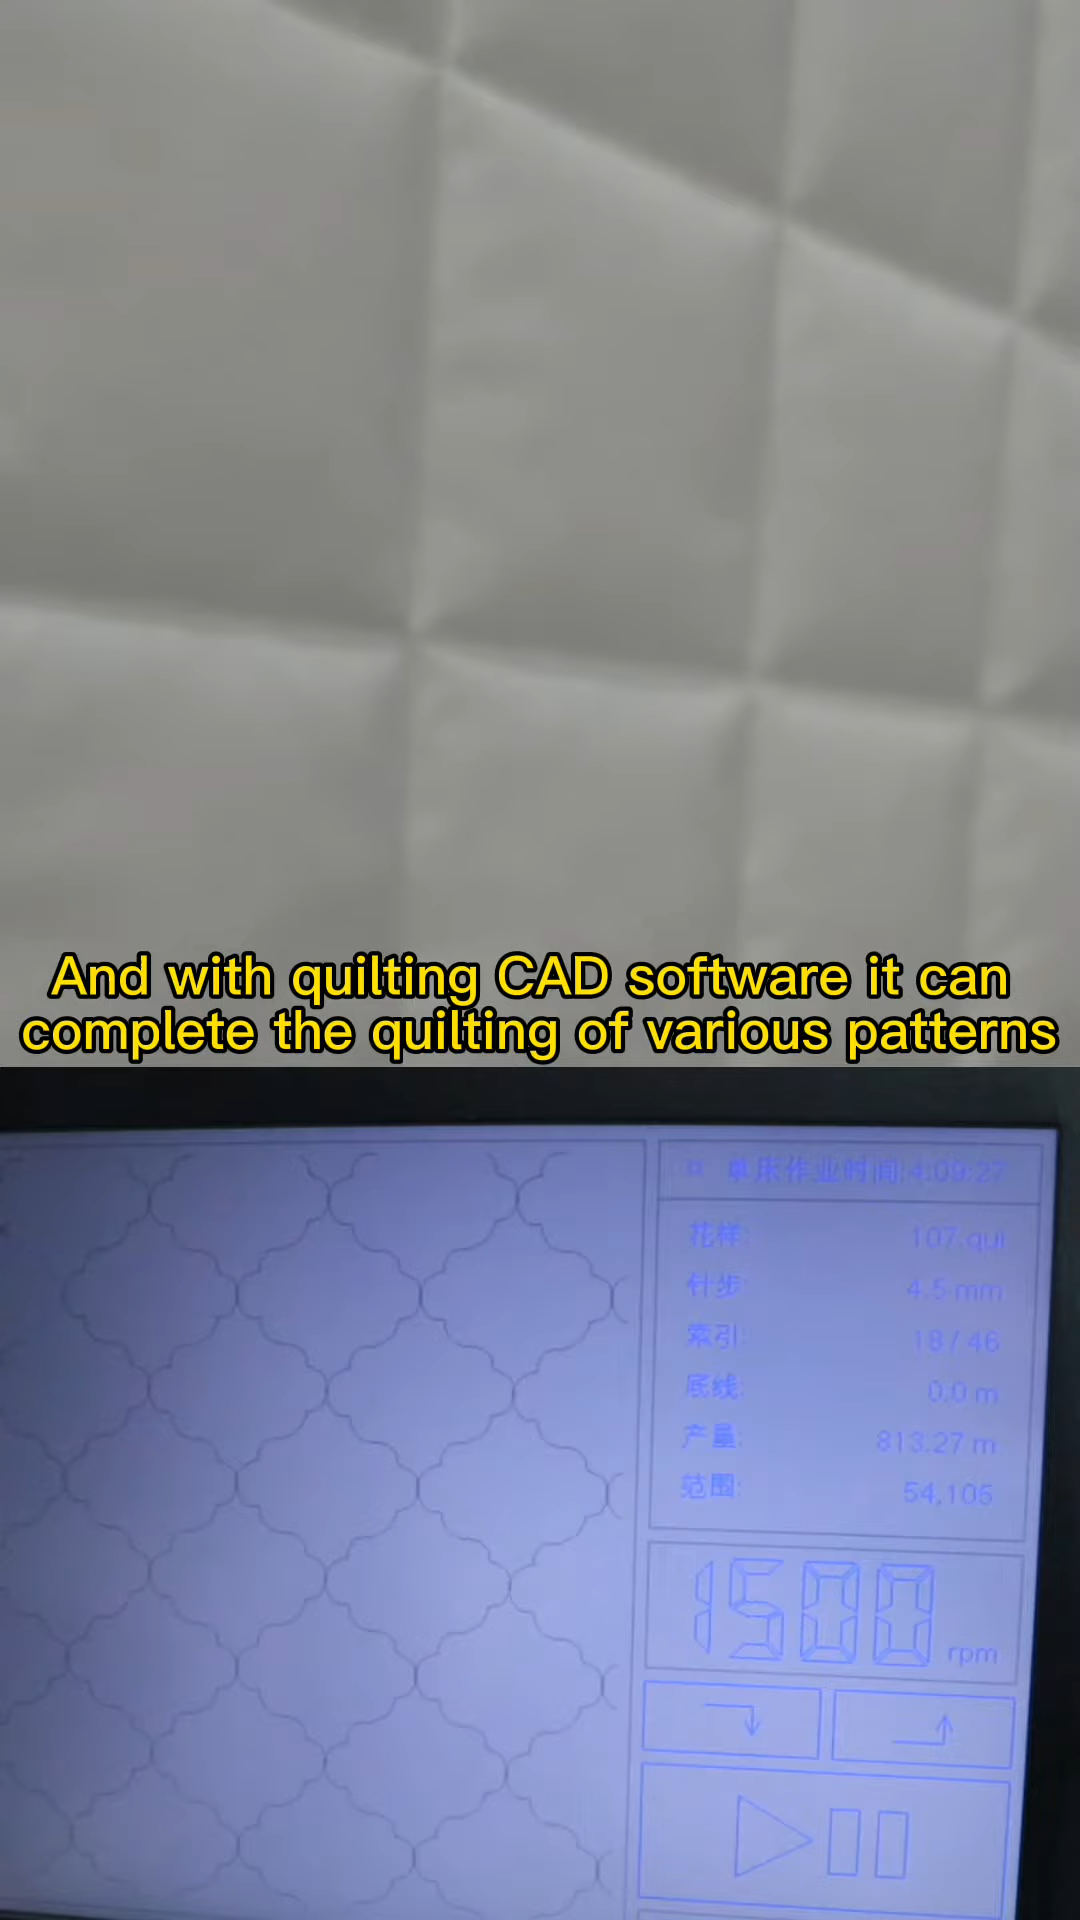 And with quilting CAD software it can
complete the quilting of various patterns
单床作业时间:4:09:27
花样: 107.qui
针步: 4.5 mm
索引: 18 / 46
底线: 0.0 m
产量: 813.27 m
范围: 54,105
1500 rpm